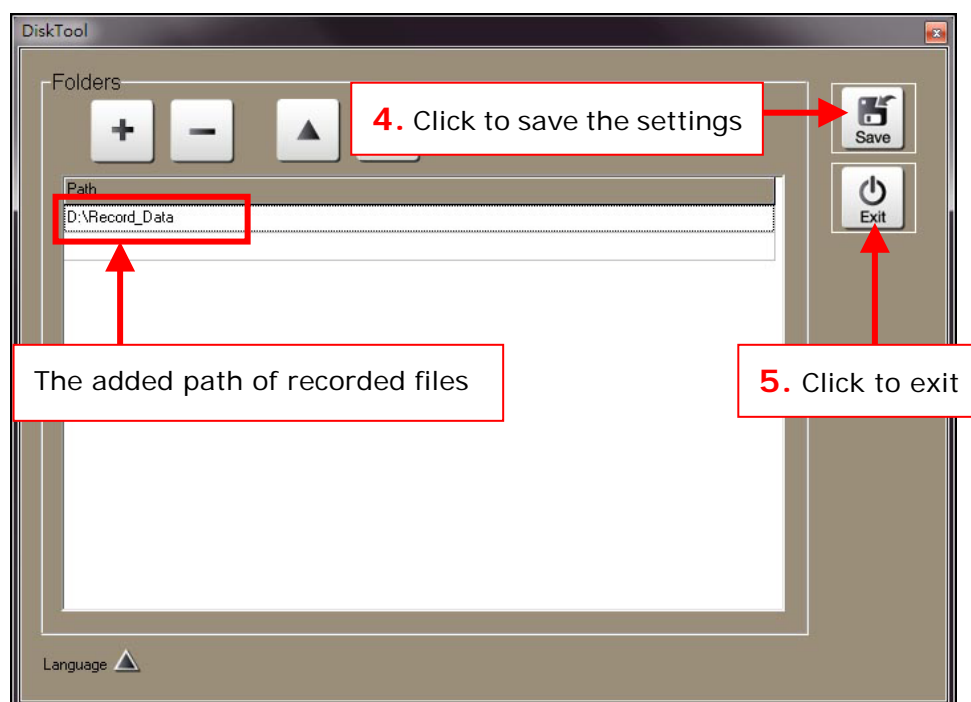 DiskTool
Folders
4. Click to save the settings
Save
Path
D:\Record_Data
Exit
The added path of recorded files
5. Click to exit
Language